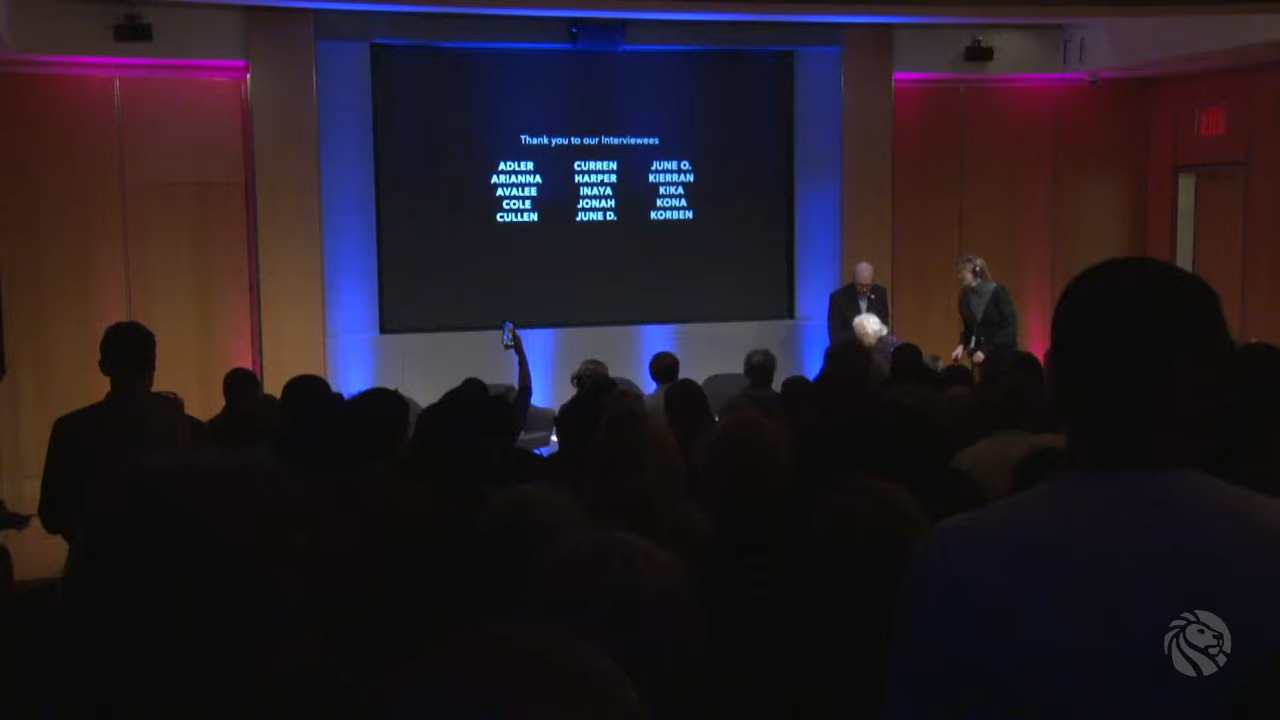 Thank you to our Interviewees
ADLER
ARIANNA
AVALEE
COLE
CULLEN
CURREN
HARPER
INAYA
JONAH
JUNE D.
JUNE O.
KIERRAN
KIKA
KONA
KORBEN
EXIT